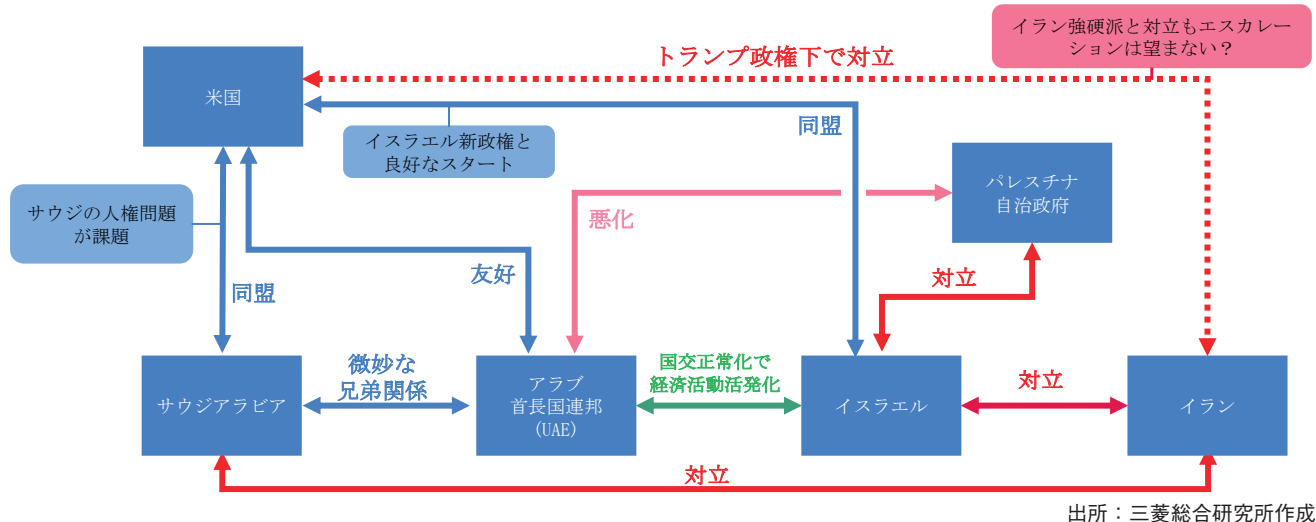 イラン強硬派と対立もエスカレー
ションは望まない？
トランプ政権下で対立
米国
イスラエル新政権と
良好なスタート
同盟
パレスチナ
自治政府
サウジの人権問題
が課題
悪化
友好
対立
同盟
微妙な
兄弟関係
国交正常化で
経済活動活発化
対立
サウジアラビア
アラブ
首長国連邦
(UAE)
イスラエル
イラン
対立
出所：三菱総合研究所作成